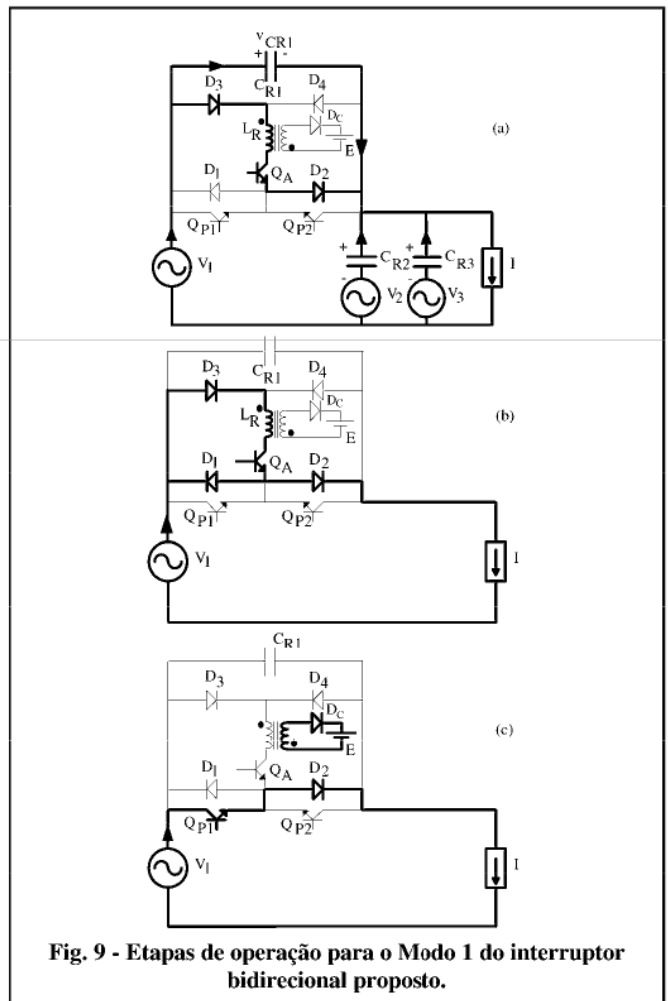 vCR1
+ -
CR1
D3
D4
DC
LR
E
(a)
QA
D1
D2
QP1
QP2
+
CR2
-
+
CR3
-
I
V1
V2
V3
D3
CR1
D4
DC
LR
E
(b)
QA
D1
D2
QP1
QP2
V1
I
CR1
D3
D4
DC
E
(c)
QA
D1
D2
QP1
QP2
V1
I
Fig. 9 - Etapas de operação para o Modo 1 do interruptor
bidirecional proposto.